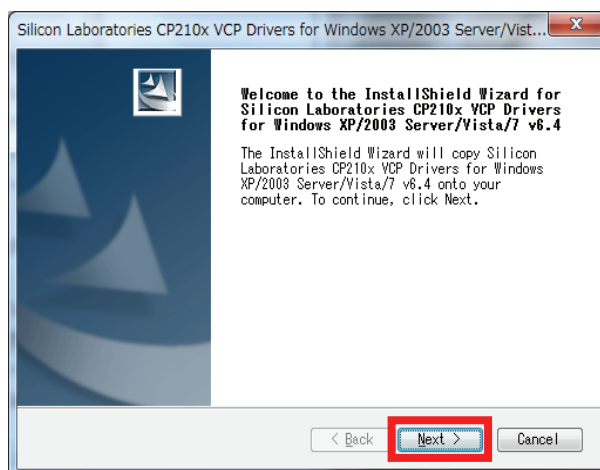 Silicon Laboratories CP210x VCP Drivers for Windows XP/2003 Server/Vist...
Welcome to the InstallShield Wizard for
Silicon Laboratories CP210x VCP Drivers
for Windows XP/2003 Server/Vista/7 v6.4
The InstallShield Wizard will copy Silicon
Laboratories CP210x VCP Drivers for Windows
XP/2003 Server/Vista/7 v6.4 onto your
computer. To continue, click Next.
< Back Next > Cancel